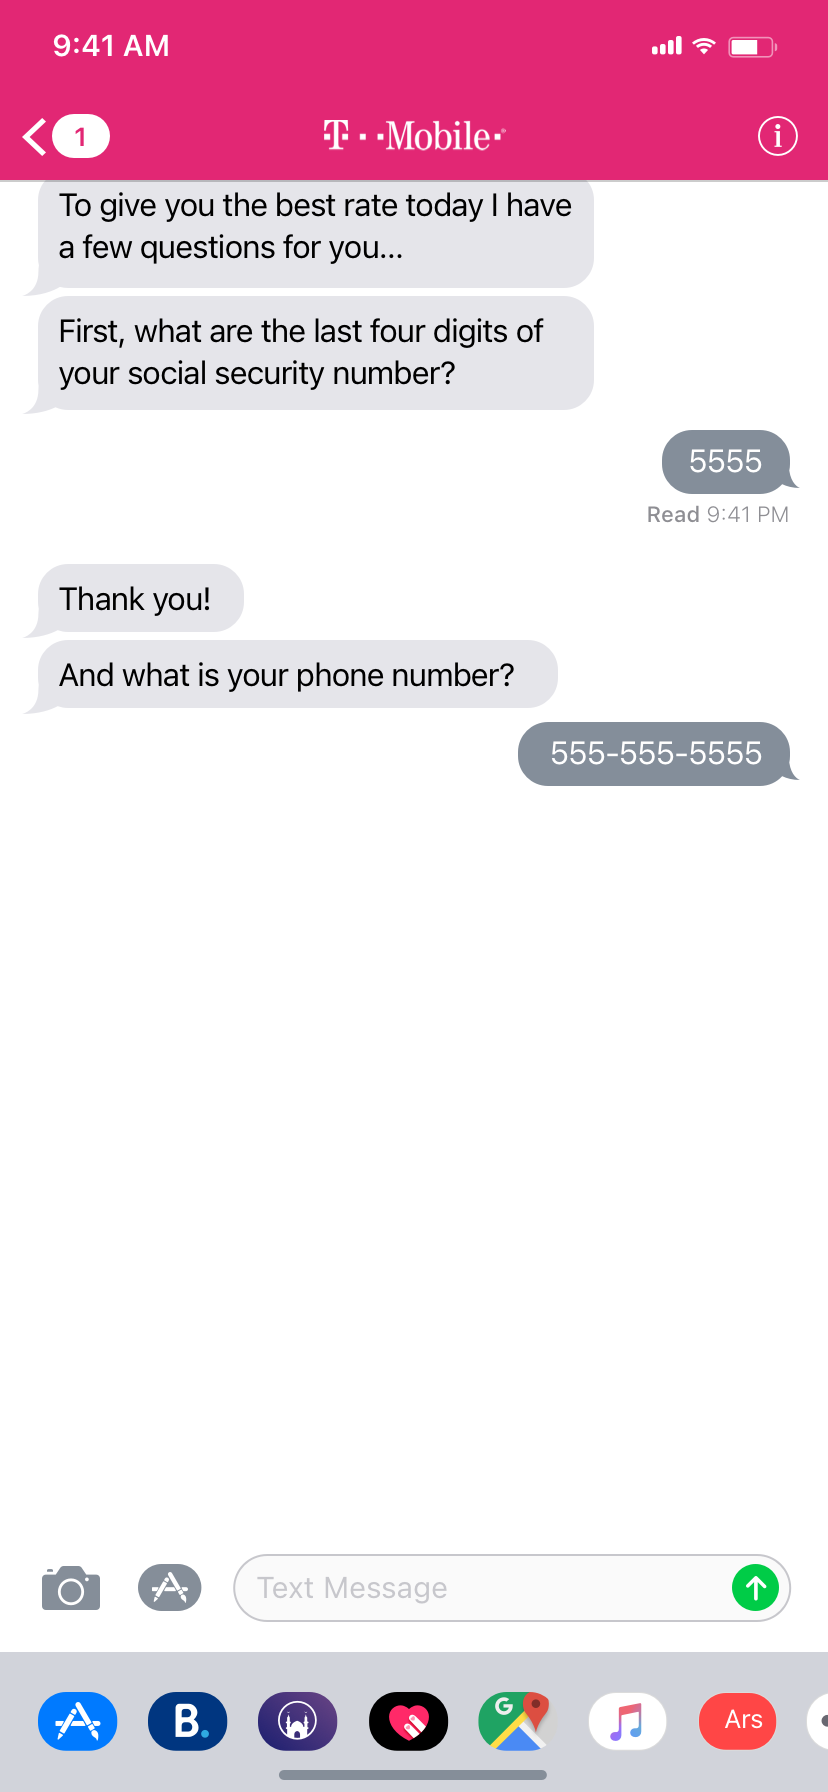 9:41 AM
1
T··Mobile·
To give you the best rate today I have
a few questions for you...
First, what are the last four digits of
your social security number?
5555
Read 9:41 PM
Thank you!
And what is your phone number?
555-555-5555
Text Message
B.
G
Ars